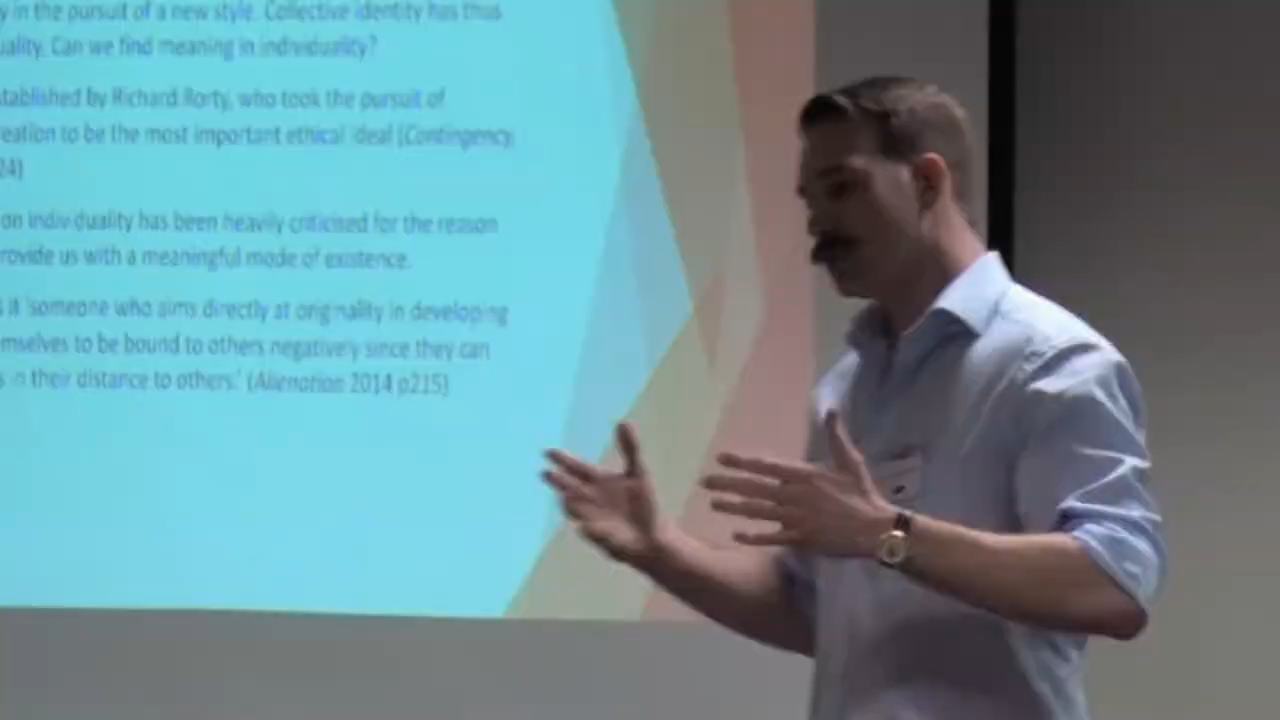 y in the pursuit of a new style. Collective identity has thus
uality. Can we find meaning in individuality?
tablished by Richard Rorty, who took the pursuit of
eation to be the most important ethical ideal (Contingency
24)
on individuality has been heavily criticised for the reason
rovide us with a meaningful mode of existence.
s it 'someone who aims directly at originality in developing
mselves to be bound to others negatively since they can
s in their distance to others.' (Alienation 2014 p215)